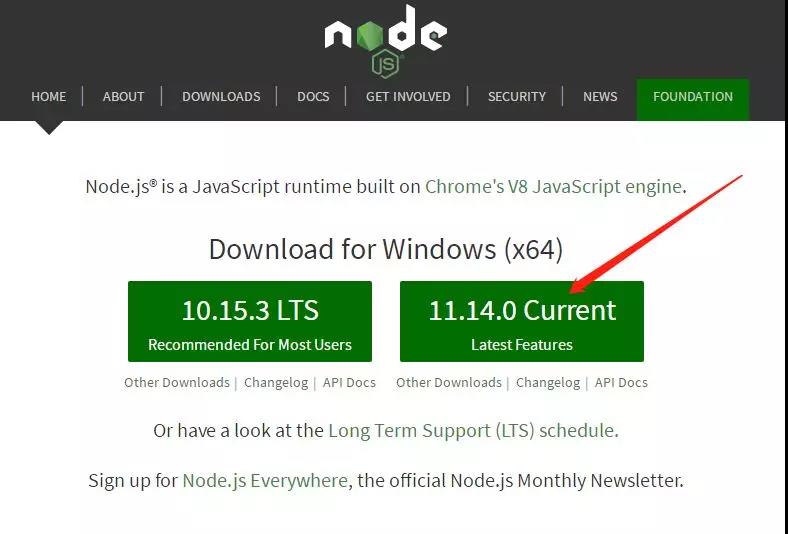 node
JS
HOME | ABOUT | DOWNLOADS | DOCS | GET INVOLVED | SECURITY | NEWS FOUNDATION
Node.js® is a JavaScript runtime built on Chrome's V8 JavaScript engine.
Download for Windows (x64)
10.15.3 LTS
Recommended For Most Users
11.14.0 Current
Latest Features
Other Downloads | Changelog | API Docs
Other Downloads | Changelog | API Docs
Or have a look at the Long Term Support (LTS) schedule.
Sign up for Node.js Everywhere, the official Node.js Monthly Newsletter.